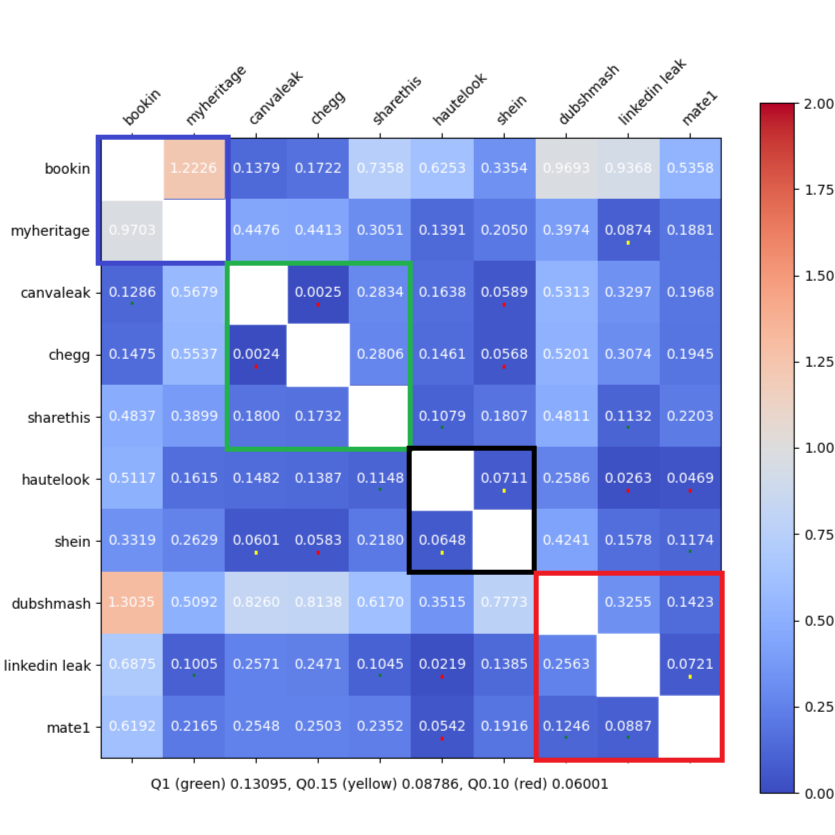 bookin myheritage canvaleak chegg sharethis hautelook shein dubshmash linkedin leak mate1
bookin 1.2226 0.1379 0.1722 0.7358 0.6253 0.3354 0.9693 0.9368 0.5358
myheritage 0.9703 0.4476 0.4413 0.3051 0.1391 0.2050 0.3974 0.0874 0.1881
canvaleak 0.1286 0.5679 0.0025 0.2834 0.1638 0.0589 0.5313 0.3297 0.1968
chegg 0.1475 0.5537 0.0024 0.2806 0.1461 0.0568 0.5201 0.3074 0.1945
sharethis 0.4837 0.3899 0.1800 0.1732 0.1079 0.1807 0.4811 0.1132 0.2203
hautelook 0.5117 0.1615 0.1482 0.1387 0.1148 0.0711 0.2586 0.0263 0.0469
shein 0.3319 0.2629 0.0601 0.0583 0.2180 0.0648 0.4241 0.1578 0.1174
dubshmash 1.3035 0.5092 0.8260 0.8138 0.6170 0.3515 0.7773 0.3255 0.1423
linkedin leak 0.6875 0.1005 0.2571 0.2471 0.1045 0.0219 0.1385 0.2563 0.0721
mate1 0.6192 0.2165 0.2548 0.2503 0.2352 0.0542 0.1916 0.1246 0.0887
Q1 (green) 0.13095, Q0.15 (yellow) 0.08786, Q0.10 (red) 0.06001
2.00
1.75
1.50
1.25
1.00
0.75
0.50
0.25
0.00